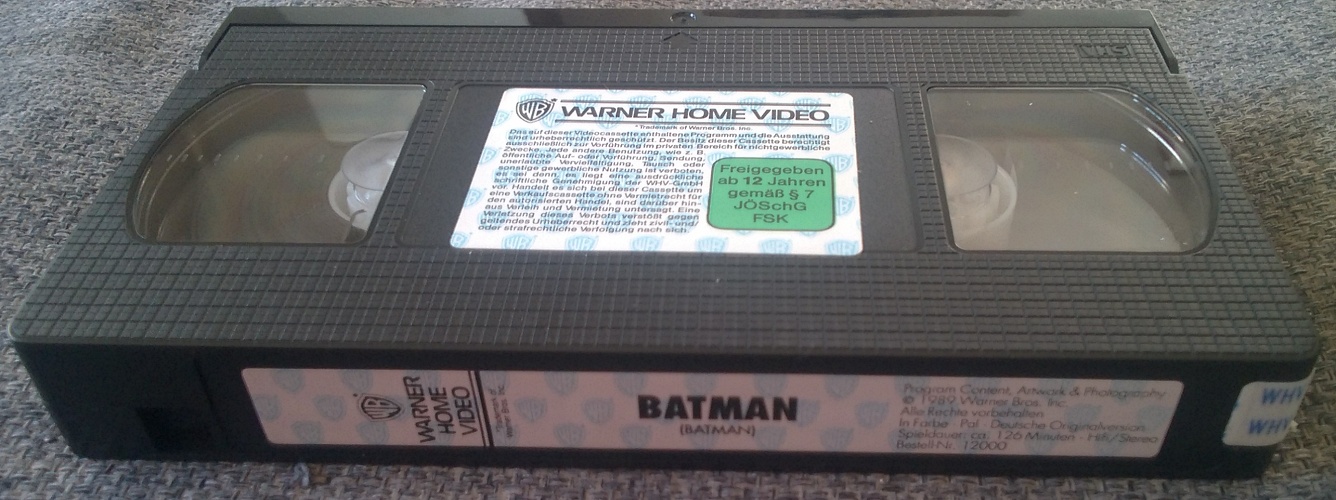 VHS
WB
WARNER HOME VIDEO
*Trademark of Warner Bros. Inc.
Das auf dieser Videocassette enthaltene Programm und die Ausstattung
sind urheberrechtlich geschützt. Der Besitz dieser Cassette berechtigt
ausschließlich zur Vorführung im privaten Bereich für nichtgewerbliche
Zwecke. Jede andere Benutzung, wie z. B.
öffentliche Auf- oder Vorführung, Sendung,
unerlaubte Vervielfältigung, Tausch oder
sonstige gewerbliche Nutzung ist verboten,
es sei denn, es liegt eine ausdrückliche
schriftliche Genehmigung der WHV-GmbH
vor. Handelt es sich bei dieser Cassette um
eine Verkaufscassette ohne Vermietrecht für
den autorisierten Handel, sind darüber hin-
aus Verleih und Vermietung untersagt. Eine
Verletzung dieses Verbots verstößt gegen
geltendes Urheberrecht und zieht zivil- und/
oder strafrechtliche Verfolgung nach sich.
Freigegeben
ab 12 Jahren
gemäß § 7
JÖSchG
FSK
WB
WARNER
HOME
VIDEO
*Trademark of
Warner Bros. Inc.
BATMAN
(BATMAN)
Program Content, Artwork & Photography
© 1989 Warner Bros. Inc.
Alle Rechte vorbehalten
In Farbe · Pal · Deutsche Originalversion
Spieldauer: ca. 126 Minuten · Hifi/Stereo
Bestell-Nr. 12000
WHV
WHV